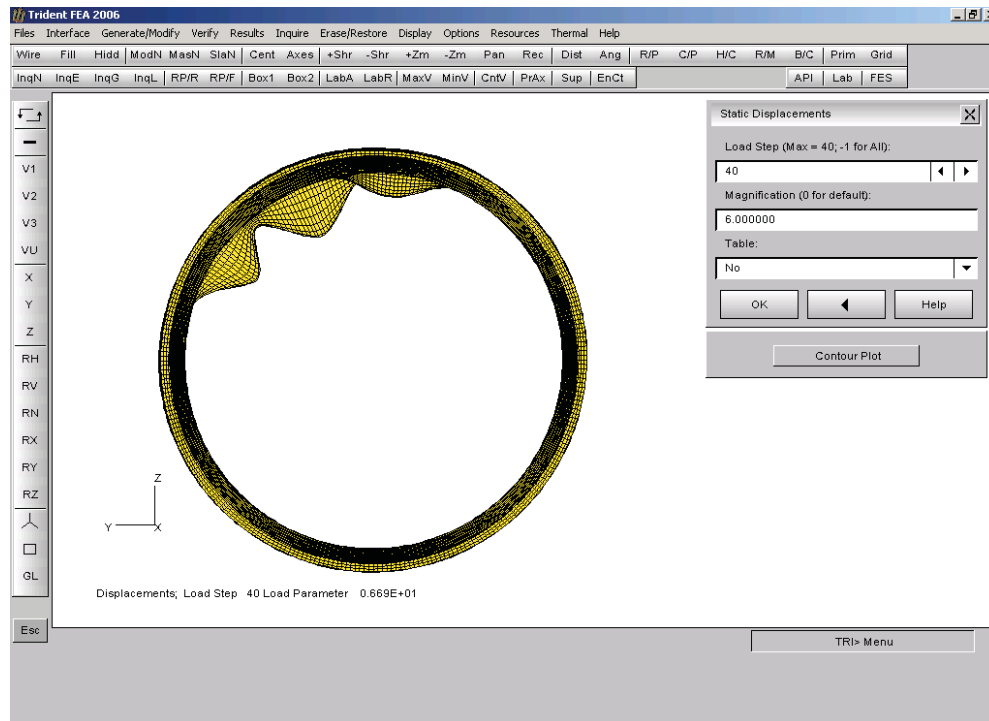 Trident FEA 2006
Files Interface Generate/Modify Verify Results Inquire Erase/Restore Display Options Resources Thermal Help
Wire Fill Hidd ModN MasN SlaN Cent Axes +Shr -Shr +Zm -Zm Pan Rec Dist Ang R/P C/P H/C R/M B/C Prim Grid
InqN InqE InqG InqL RP/R RP/F Box1 Box2 LabA LabR MaxV MinV CntV PrAx Sup EnCt API Lab FES
V1
V2
V3
VU
X
Y
Z
RH
RV
RN
RX
RY
RZ
GL
Esc
Z
Y
X
Displacements; Load Step 40 Load Parameter 0.669E+01
Static Displacements
Load Step (Max = 40; -1 for All):
40
Magnification (0 for default):
6.000000
Table:
No
OK Help
Contour Plot
TRI> Menu